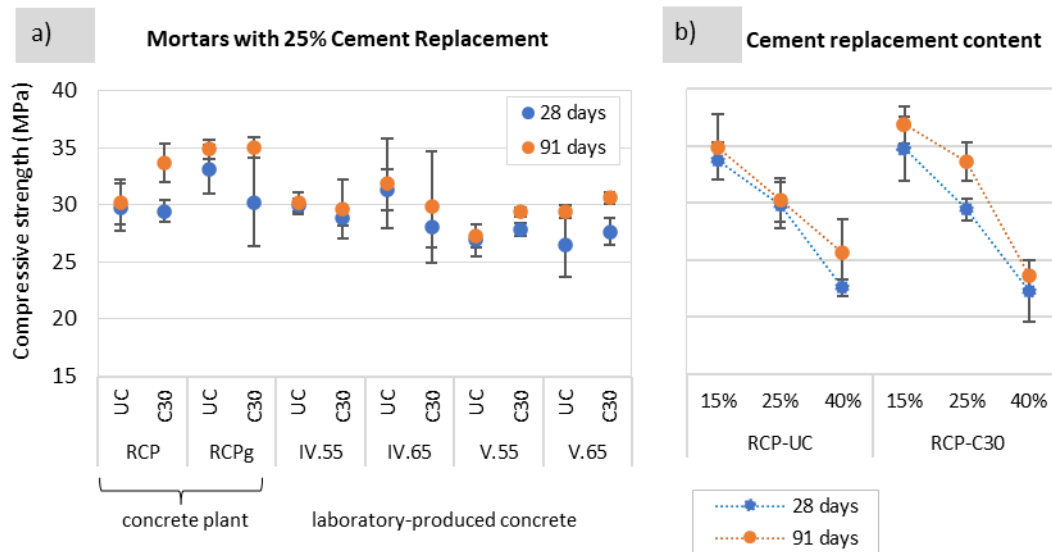 a)
Mortars with 25% Cement Replacement
Compressive strength (MPa)
40
35
30
25
20
15
28 days
91 days
UC C30 UC C30 UC C30 UC C30 UC C30 UC C30
RCP RCPg IV.55 IV.65 V.55 V.65
concrete plant laboratory-produced concrete
b)
Cement replacement content
15% 25% 40% 15% 25% 40%
RCP-UC RCP-C30
28 days
91 days